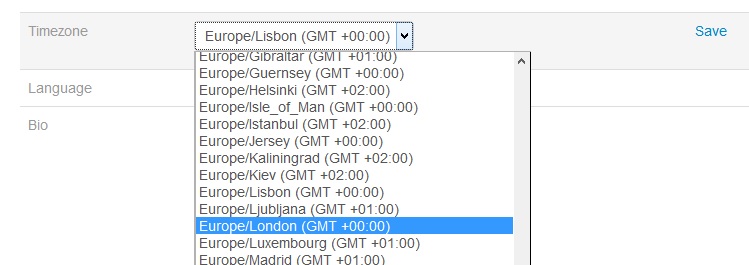 Timezone
Europe/Lisbon (GMT +00:00)
Save
Europe/Gibraltar (GMT +01:00)
Europe/Guernsey (GMT +00:00)
Europe/Helsinki (GMT +02:00)
Language
Europe/Isle_of_Man (GMT +00:00)
Europe/Istanbul (GMT +02:00)
Bio
Europe/Jersey (GMT +00:00)
Europe/Kaliningrad (GMT +02:00)
Europe/Kiev (GMT +02:00)
Europe/Lisbon (GMT +00:00)
Europe/Ljubljana (GMT +01:00)
Europe/London (GMT +00:00)
Europe/Luxembourg (GMT +01:00)
Europe/Madrid (GMT +01:00)